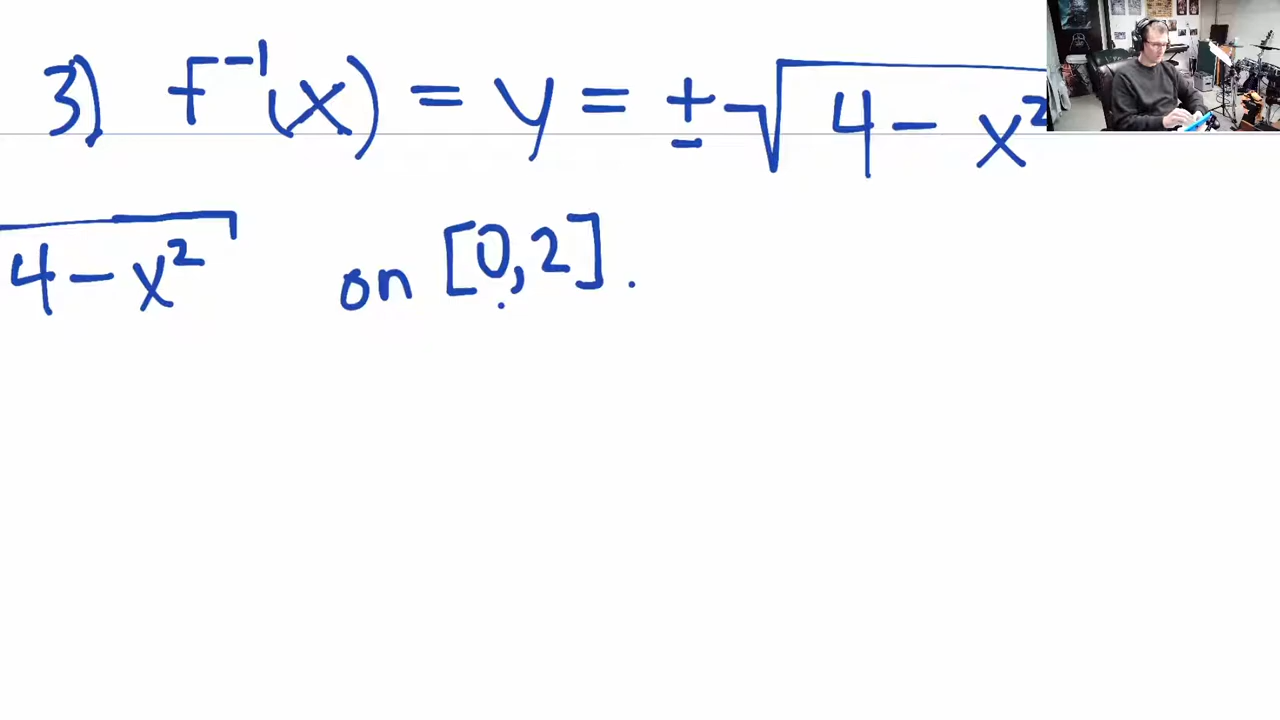 3) f⁻¹(x) = y = ± √4 - x²
√4 - x² on [0,2].